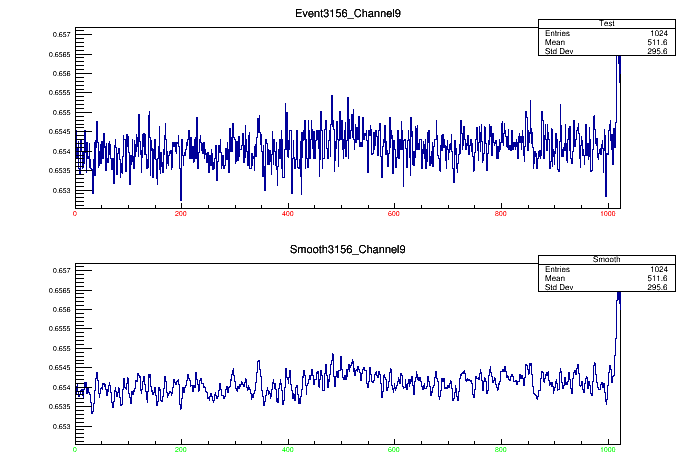 Event3156_Channel9
Test
Entries 1024
Mean 511.6
Std Dev 295.6
0.657
0.6565
0.656
0.6555
0.655
0.6545
0.654
0.6535
0.653
0 200 400 600 800 1000
Smooth3156_Channel9
Smooth
Entries 1024
Mean 511.6
Std Dev 295.6
0.657
0.6565
0.656
0.6555
0.655
0.6545
0.654
0.6535
0.653
0 200 400 600 800 1000